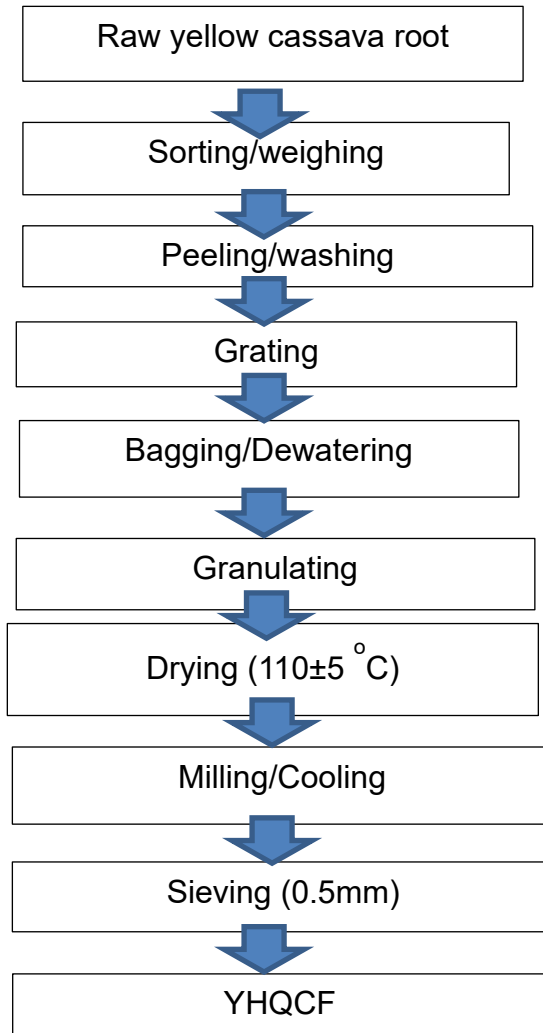 Raw yellow cassava root
Sorting/weighing
Peeling/washing
Grating
Bagging/Dewatering
Granulating
Drying (110±5 °C)
Milling/Cooling
Sieving (0.5mm)
YHQCF